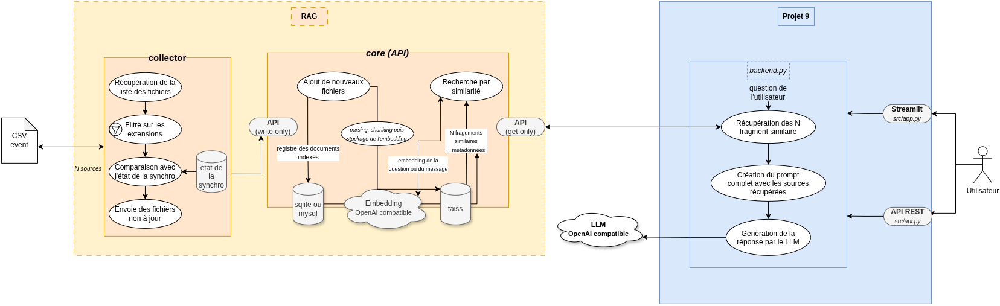 RAG
Projet 9
collector
core (API)
Récupération de la
liste des fichiers
Filtre sur les
extensions
Comparaison avec
l'état de la synchro
Envoie des fichiers
non à jour
état de
la
synchro
CSV
event
N sources
API
(write only)
Ajout de nouveaux
fichiers
Recherche par
similarité
parsing, chunking puis
stockage de l'embedding
registre des documents
indexés
N fragements
similaires
+ métadonnées
embedding de la
question ou du message
sqlite ou
mysql
Embedding
OpenAI compatible
faiss
API
(get only)
LLM
OpenAI compatible
backend.py
question de
l'utilisateur
Récupération des N
fragment similaire
Création du prompt
complet avec les sources
récupérées
Génération de la
réponse par le LLM
Streamlit
src/app.py
API REST
src/api.py
Utilisateur